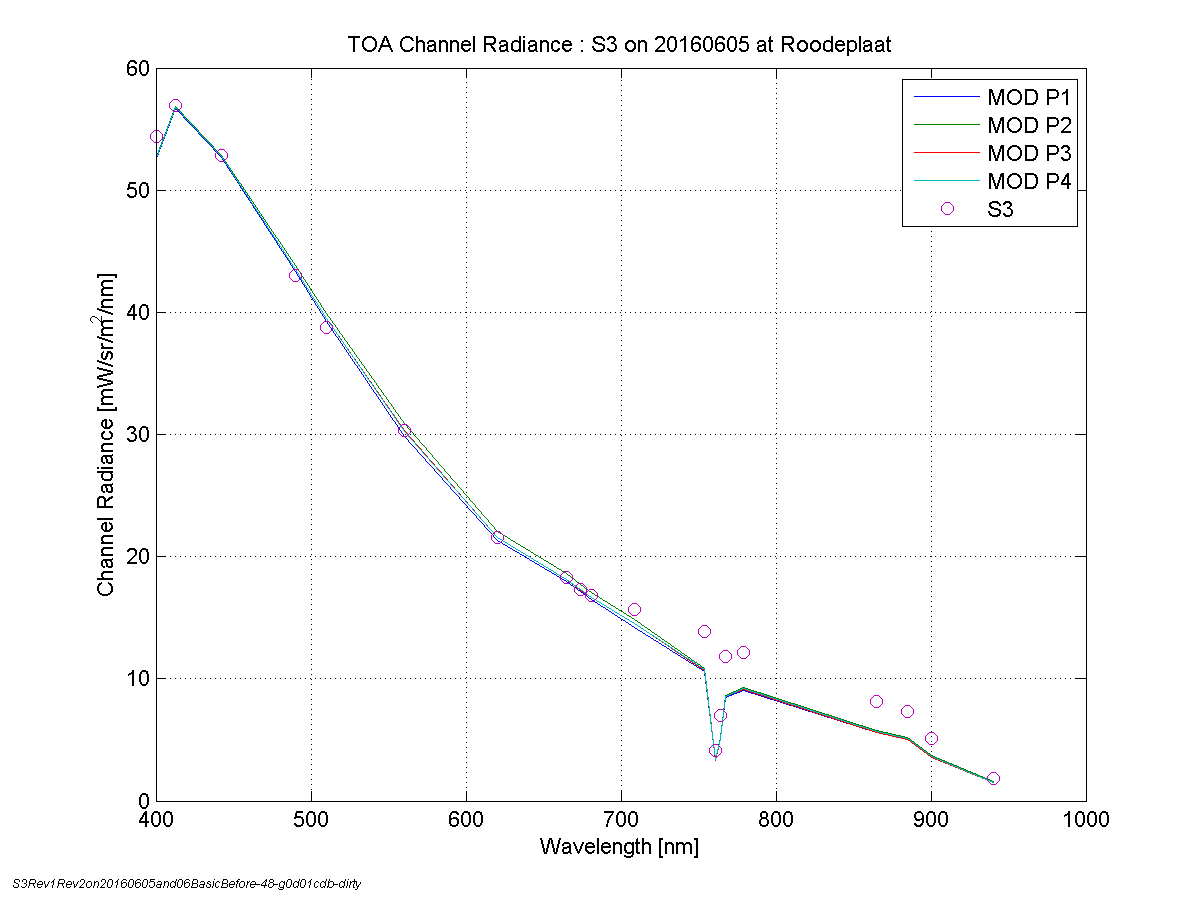 TOA Channel Radiance : S3 on 20160605 at Roodeplaat
60
50
40
30
20
10
0
Channel Radiance [mW/sr/m²/nm]
MOD P1
MOD P2
MOD P3
MOD P4
S3
400 500 600 700 800 900 1000
Wavelength [nm]
S3Rev1Rev2on20160605and06BasicBefore-48-g0d01cdb-dirty